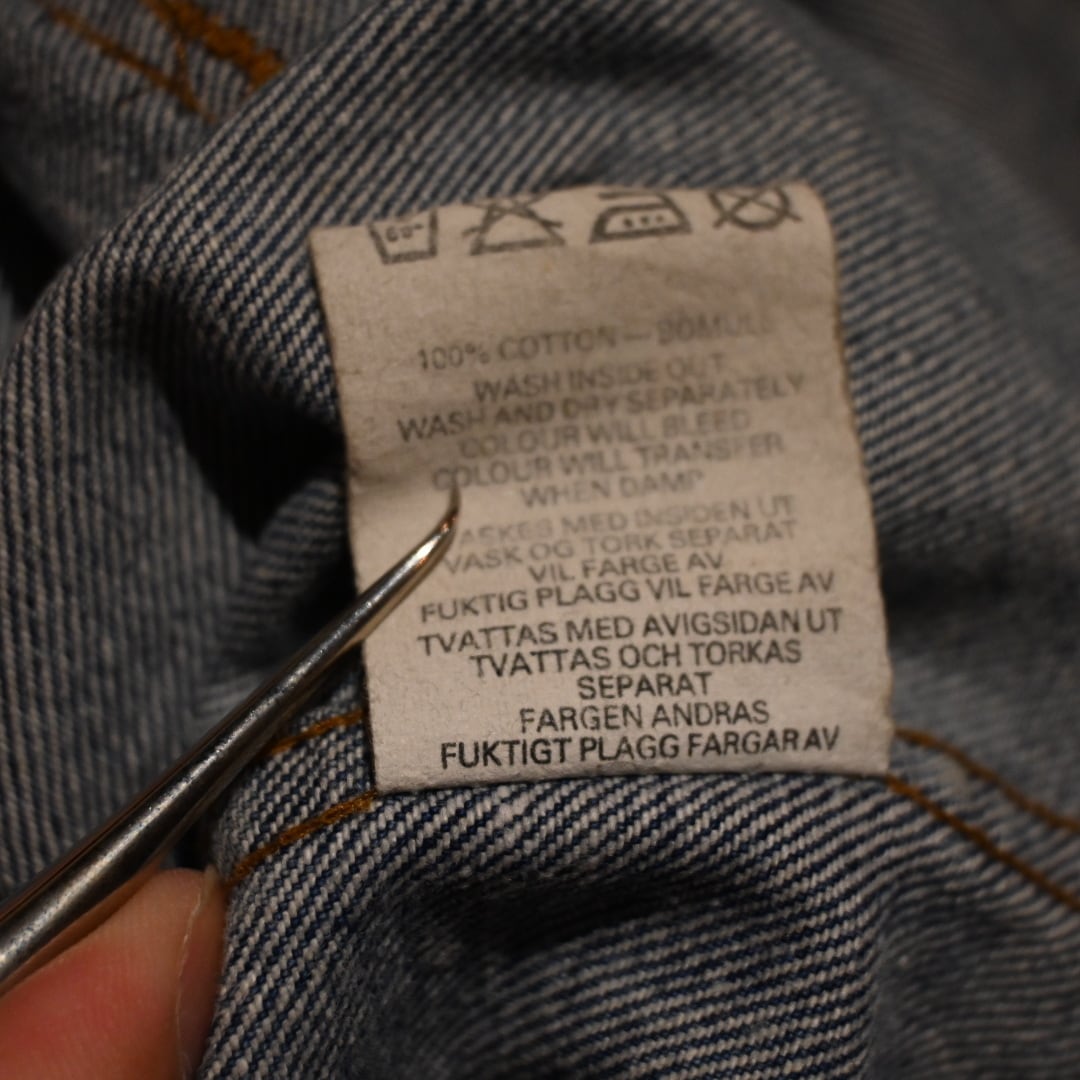 100% COTTON — BOMULL
WASH INSIDE OUT
WASH AND DRY SEPARATELY
COLOUR WILL BLEED
COLOUR WILL TRANSFER
WHEN DAMP
VASKES MED INSIDEN UT
VASK OG TORK SEPARAT
VIL FARGE AV
FUKTIG PLAGG VIL FARGE AV
TVATTAS MED AVIGSIDAN UT
TVATTAS OCH TORKAS
SEPARAT
FARGEN ANDRAS
FUKTIGT PLAGG FARGAR AV